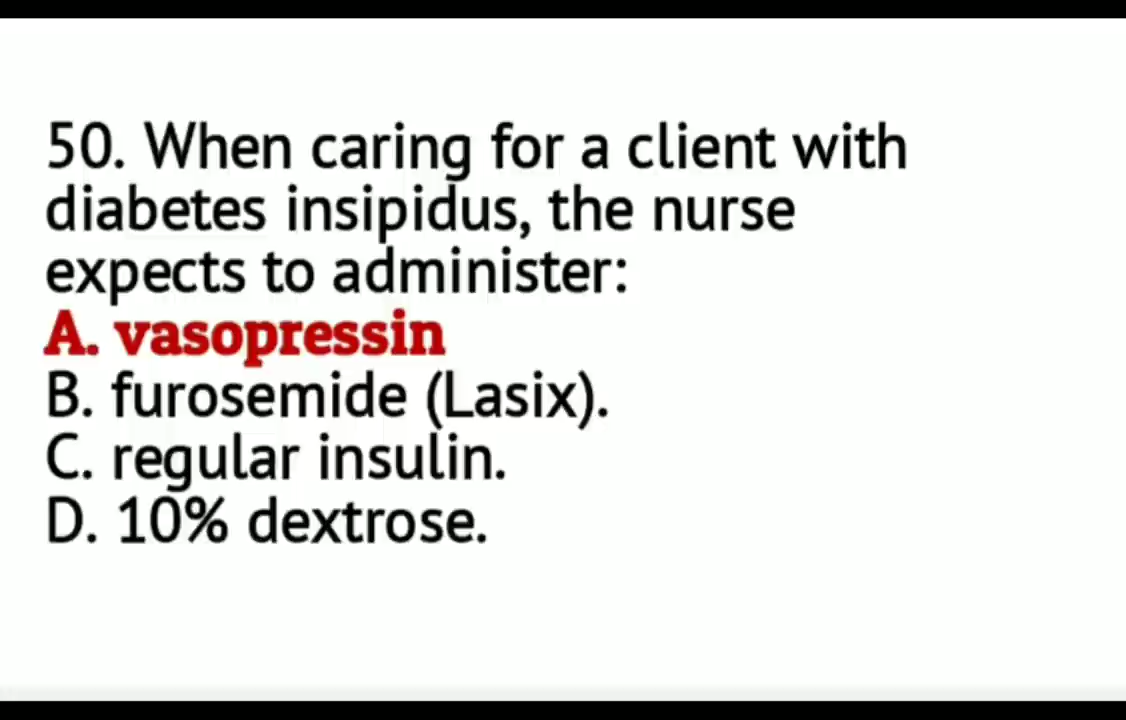 50. When caring for a client with
diabetes insipidus, the nurse
expects to administer:
A. vasopressin
B. furosemide (Lasix).
C. regular insulin.
D. 10% dextrose.